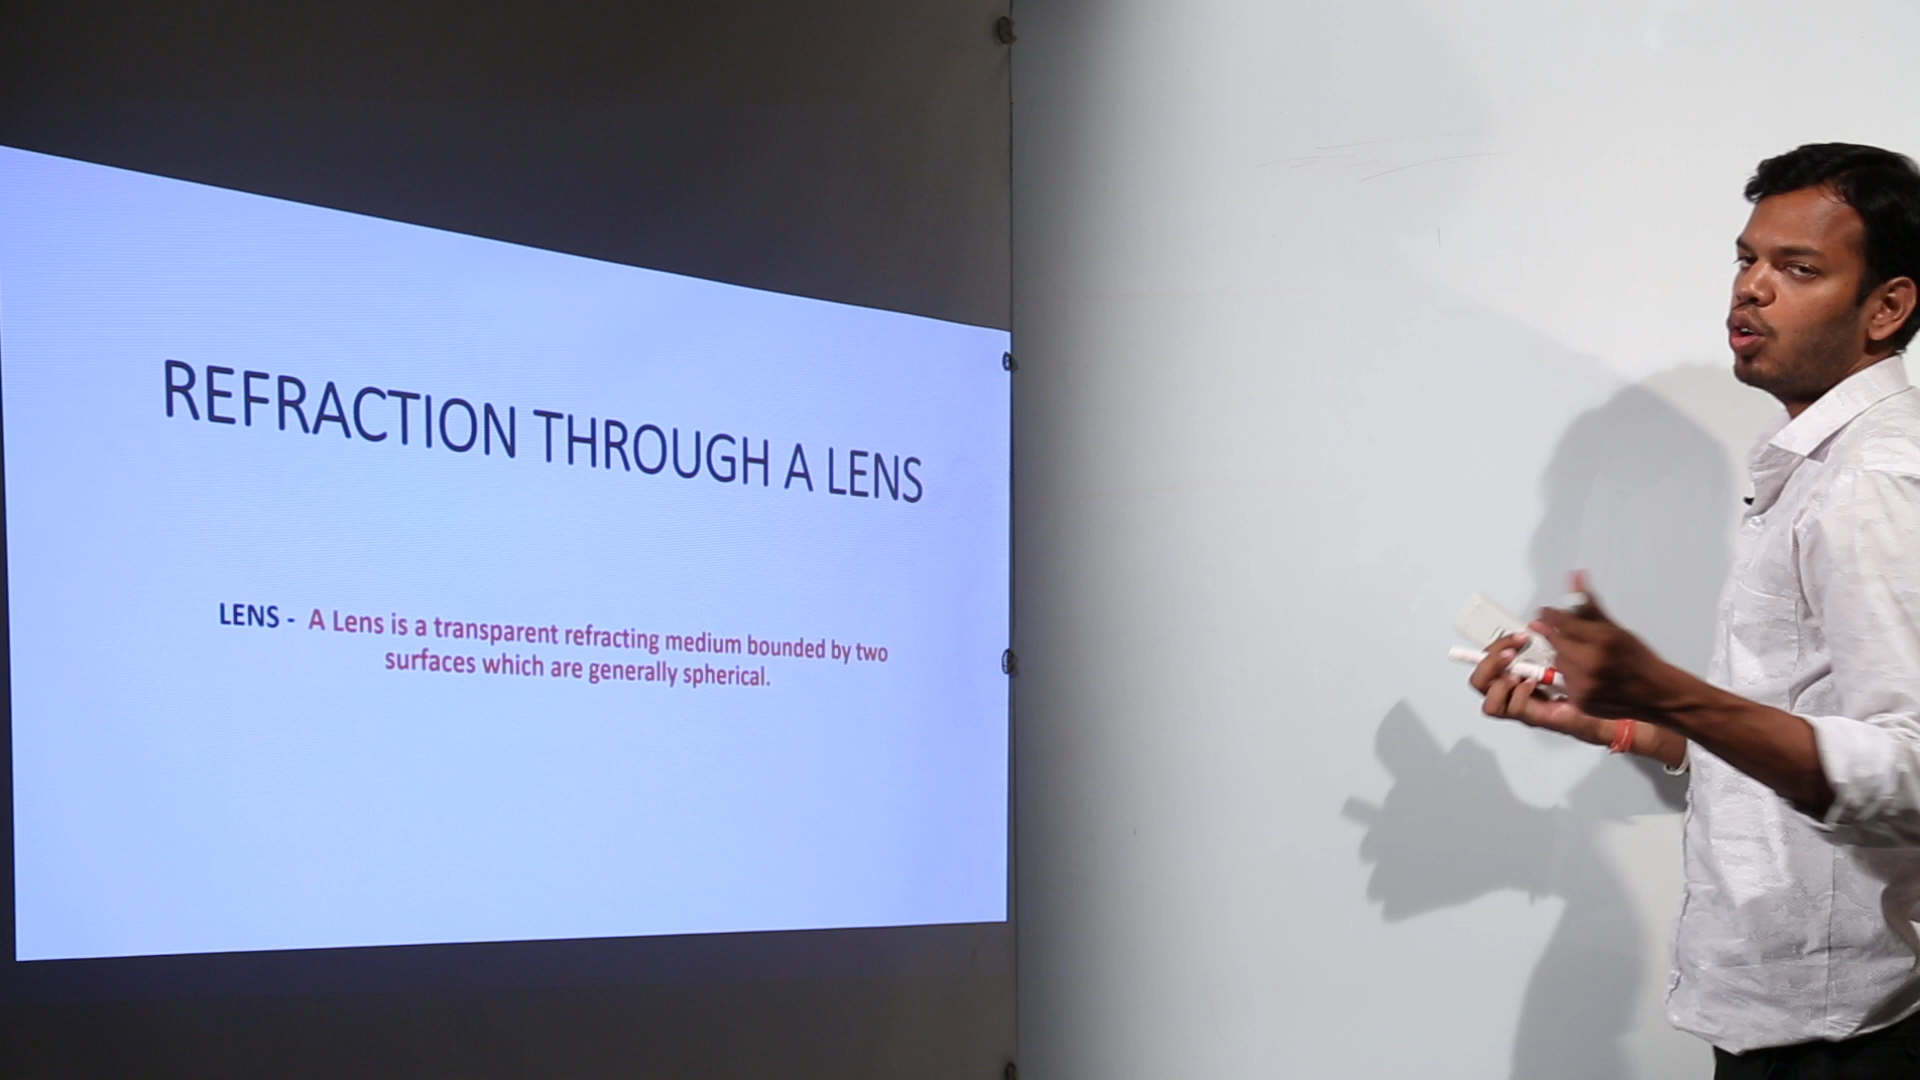 REFRACTION THROUGH A LENS
LENS - A Lens is a transparent refracting medium bounded by two
surfaces which are generally spherical.